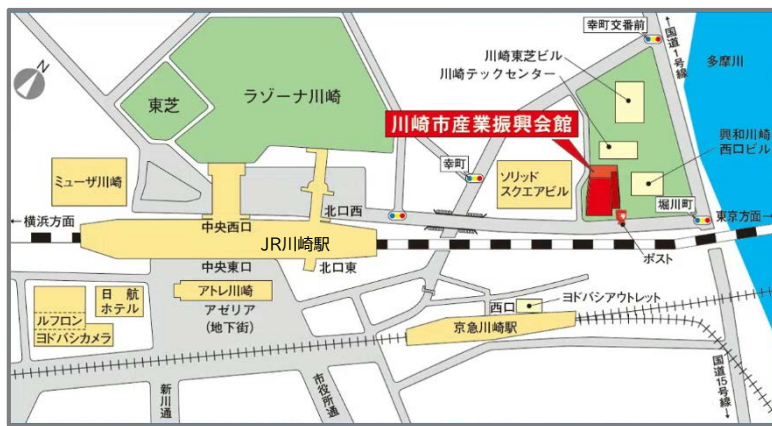 幸町交番前
↑国道1号線
多摩川
川崎東芝ビル
川崎テックセンター
N
東芝
ラゾーナ川崎
川崎市産業振興会館
興和川崎
西口ビル
幸町
ミューザ川崎
ソリッド
スクエアビル
堀川町
北口西
←横浜方面
中央西口
東京方面→
JR川崎駅
ポスト
中央東口
北口東
日航
ホテル
アトレ川崎
アゼリア
(地下街)
西口
ヨドバシアウトレット
ルフロン
ヨドバシカメラ
京急川崎駅
新川通
市役所通
国道15号線↓